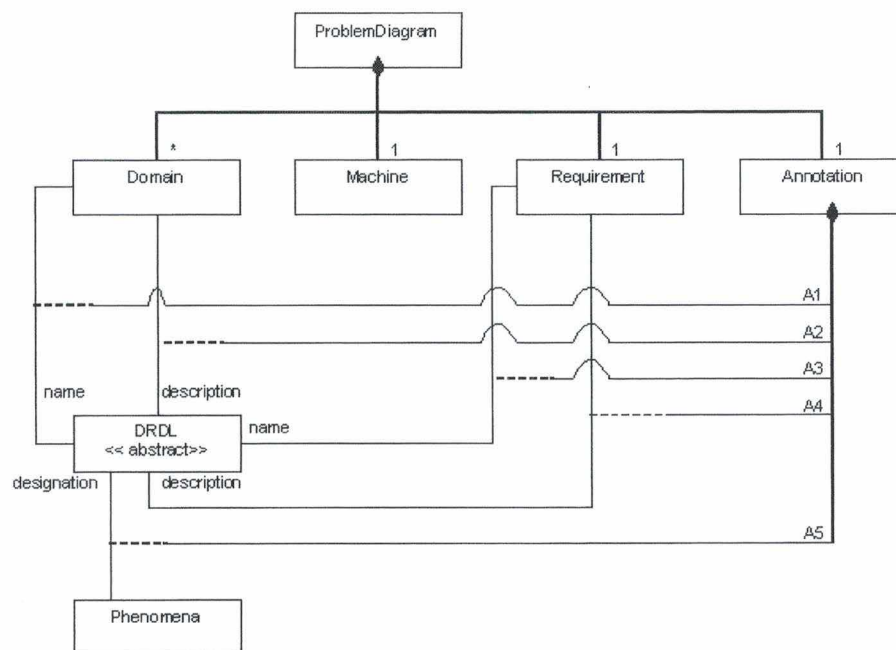 ProblemDiagram
* 1 1 1
Domain Machine Requirement Annotation
A1
A2
A3
name description
A4
DRDL name
<< abstract>>
designation description
A5
Phenomena